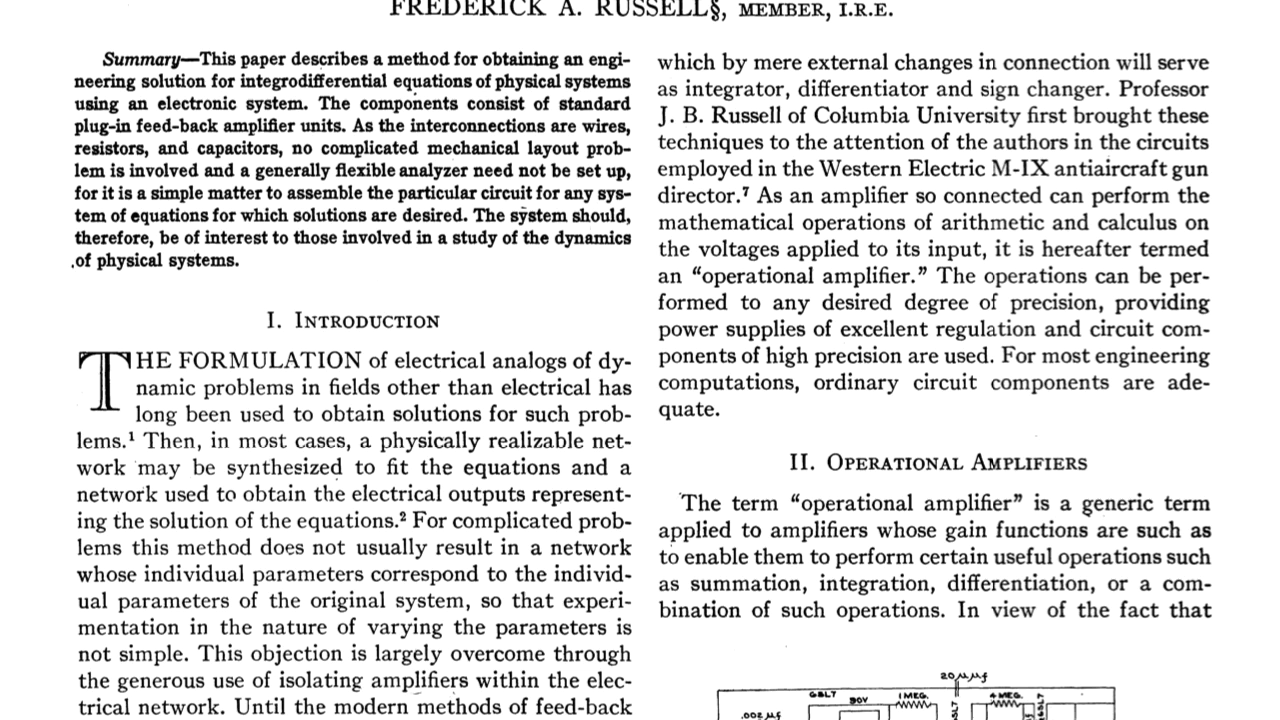 FREDERICK A. RUSSELL§, MEMBER, I.R.E.
Summary—This paper describes a method for obtaining an engi-
neering solution for integrodifferential equations of physical systems
using an electronic system. The components consist of standard
plug-in feed-back amplifier units. As the interconnections are wires,
resistors, and capacitors, no complicated mechanical layout prob-
lem is involved and a generally flexible analyzer need not be set up,
for it is a simple matter to assemble the particular circuit for any sys-
tem of equations for which solutions are desired. The system should,
therefore, be of interest to those involved in a study of the dynamics
of physical systems.
I. INTRODUCTION
THE FORMULATION of electrical analogs of dy-
namic problems in fields other than electrical has
long been used to obtain solutions for such prob-
lems.¹ Then, in most cases, a physically realizable net-
work may be synthesized to fit the equations and a
network used to obtain the electrical outputs represent-
ing the solution of the equations.² For complicated prob-
lems this method does not usually result in a network
whose individual parameters correspond to the individ-
ual parameters of the original system, so that experi-
mentation in the nature of varying the parameters is
not simple. This objection is largely overcome through
the generous use of isolating amplifiers within the elec-
trical network. Until the modern methods of feed-back
which by mere external changes in connection will serve
as integrator, differentiator and sign changer. Professor
J. B. Russell of Columbia University first brought these
techniques to the attention of the authors in the circuits
employed in the Western Electric M-IX antiaircraft gun
director.⁷ As an amplifier so connected can perform the
mathematical operations of arithmetic and calculus on
the voltages applied to its input, it is hereafter termed
an “operational amplifier.” The operations can be per-
formed to any desired degree of precision, providing
power supplies of excellent regulation and circuit com-
ponents of high precision are used. For most engineering
computations, ordinary circuit components are ade-
quate.
II. OPERATIONAL AMPLIFIERS
The term “operational amplifier” is a generic term
applied to amplifiers whose gain functions are such as
to enable them to perform certain useful operations such
as summation, integration, differentiation, or a com-
bination of such operations. In view of the fact that
20µµf
6SL7
90V
1 MEG.
4 MEG.
.002 µf